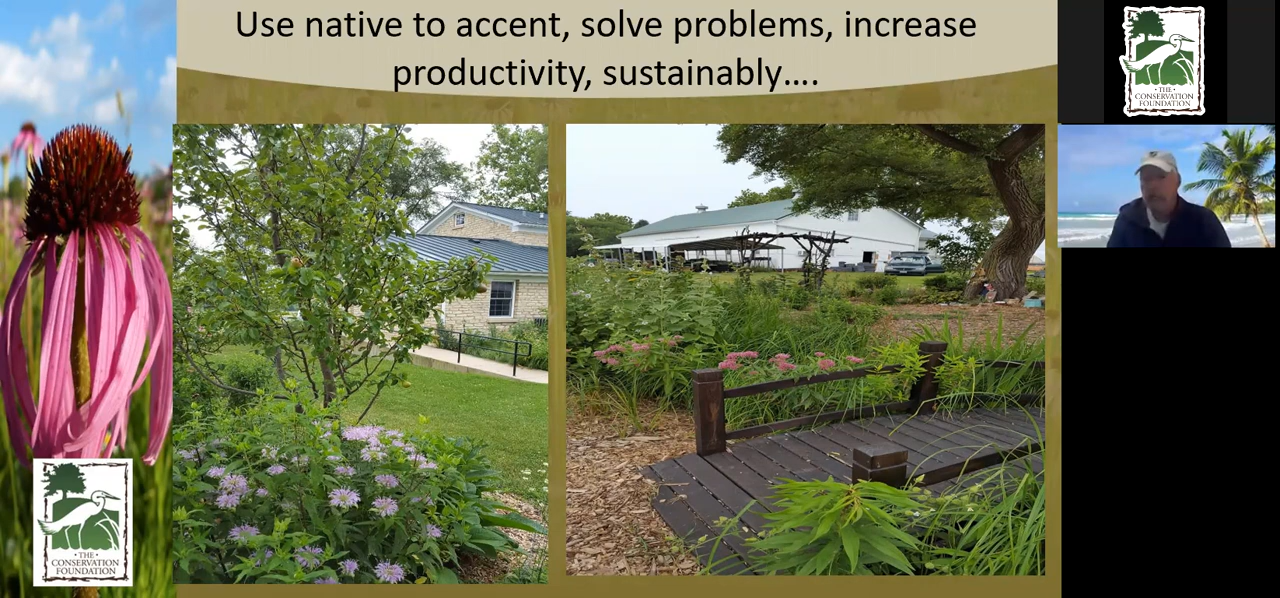 Use native to accent, solve problems, increase
productivity, sustainably....
• THE •
CONSERVATION
FOUNDATION
• THE •
CONSERVATION
FOUNDATION